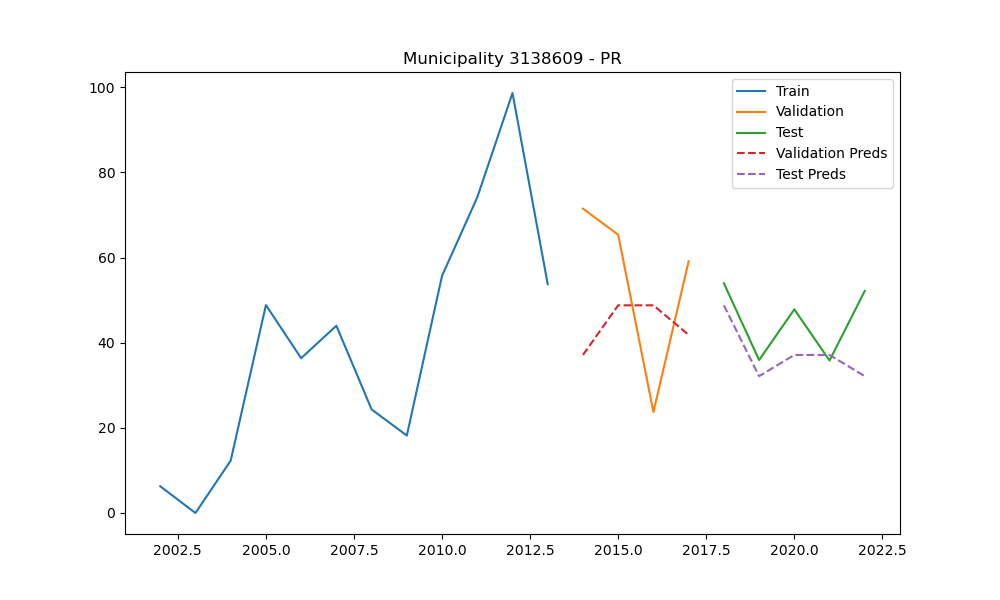 Municipality 3138609 - PR
100
80
60
40
20
0
Train
Validation
Test
Validation Preds
Test Preds
2002.5 2005.0 2007.5 2010.0 2012.5 2015.0 2017.5 2020.0 2022.5